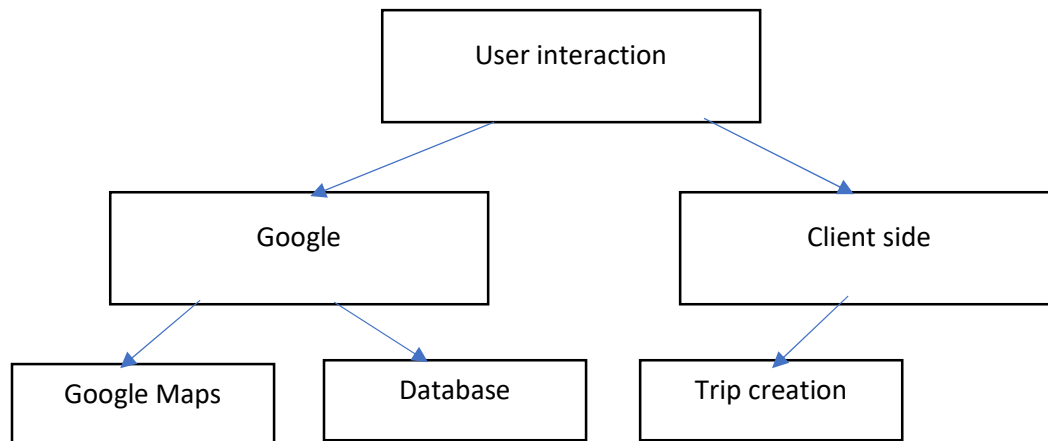 User interaction
Google
Client side
Google Maps
Database
Trip creation